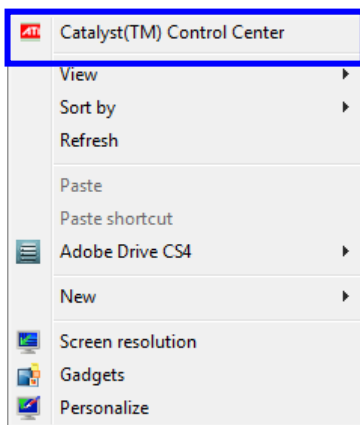 ATI Catalyst(TM) Control Center
View
Sort by
Refresh
Paste
Paste shortcut
Adobe Drive CS4
New
Screen resolution
Gadgets
Personalize